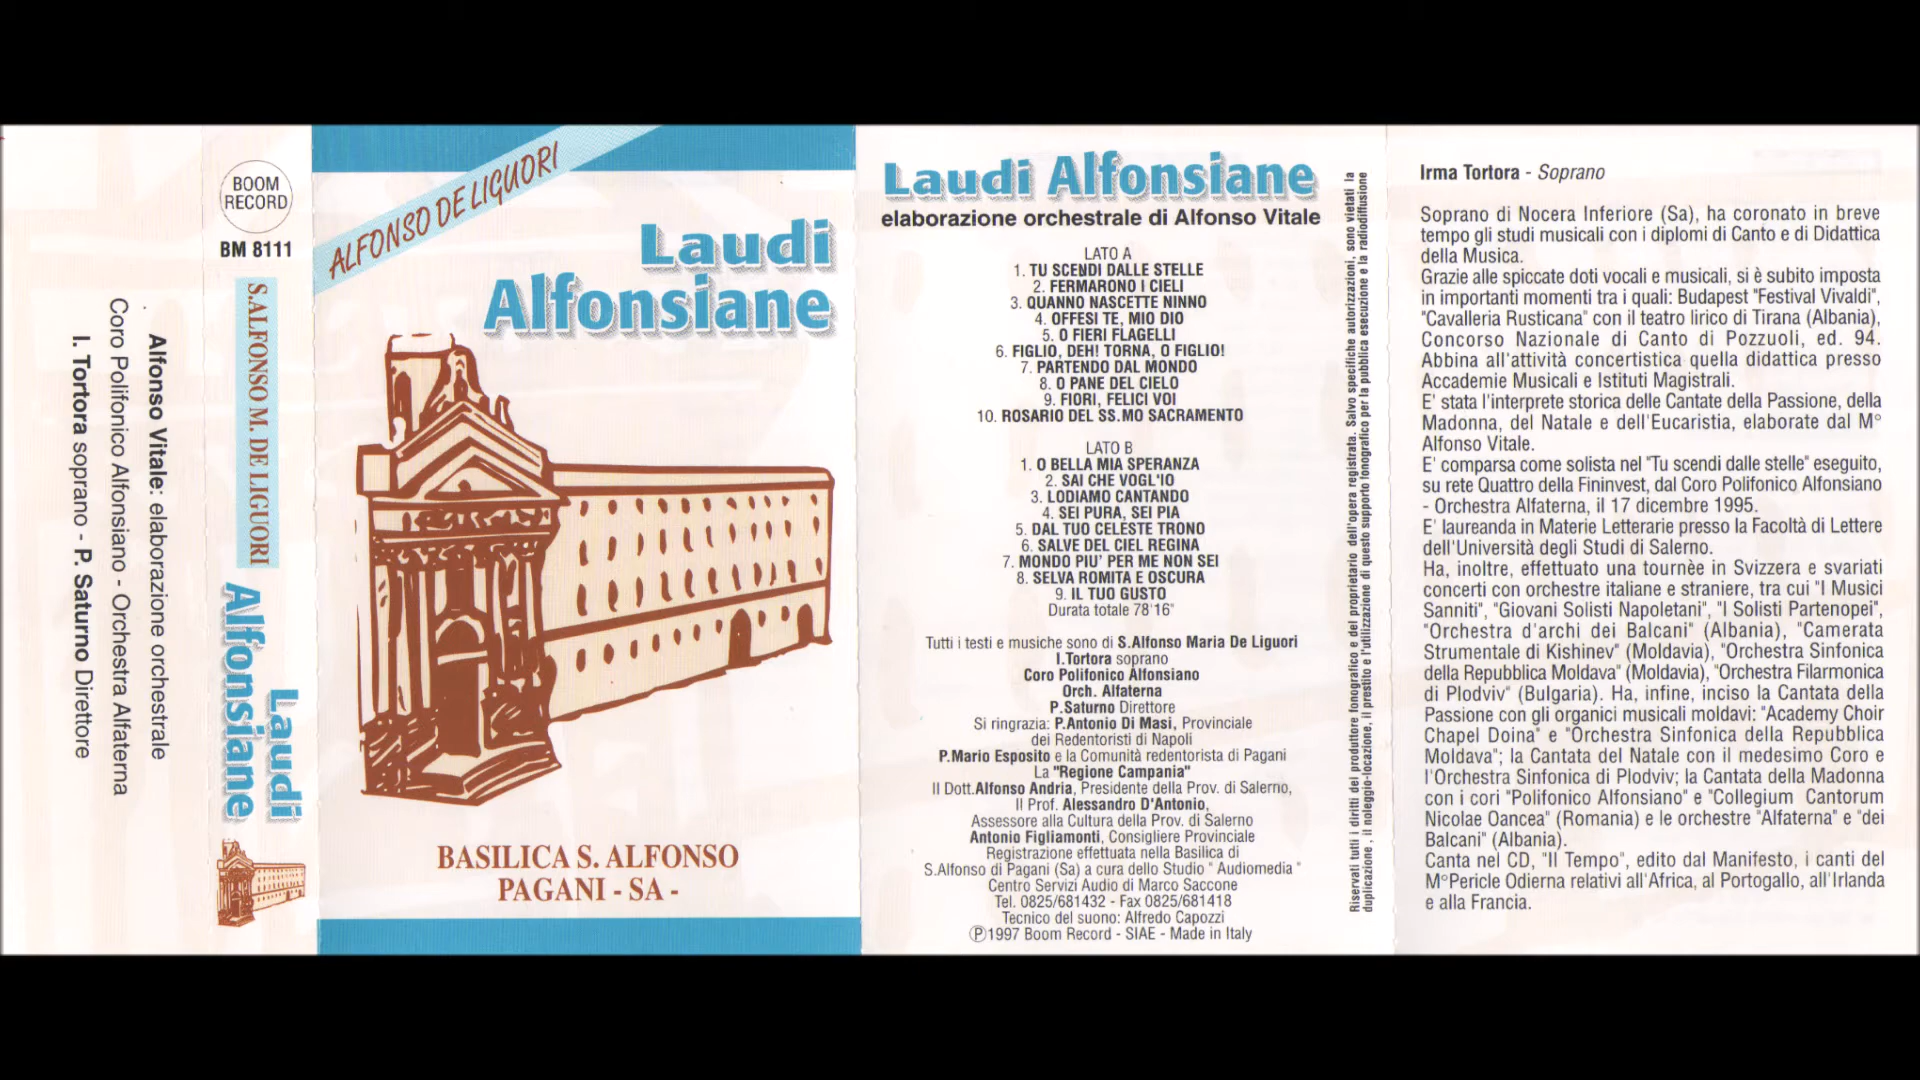 Alfonso Vitale: elaborazione orchestrale
Coro Polifonico Alfonsiano - Orchestra Alfaterna
I. Tortora soprano - P. Saturno Direttore
BOOM
RECORD
BM 8111
S.ALFONSO M. DE LIGUORI
Laudi
Alfonsiane
ALFONSO DE LIGUORI
Laudi
Alfonsiane
BASILICA S. ALFONSO
PAGANI - SA -
Laudi Alfonsiane
elaborazione orchestrale di Alfonso Vitale
LATO A
1. TU SCENDI DALLE STELLE
2. FERMARONO I CIELI
3. QUANNO NASCETTE NINNO
4. OFFESI TE, MIO DIO
5. O FIERI FLAGELLI
6. FIGLIO, DEH! TORNA, O FIGLIO!
7. PARTENDO DAL MONDO
8. O PANE DEL CIELO
9. FIORI, FELICI VOI
10. ROSARIO DEL SS.MO SACRAMENTO
LATO B
1. O BELLA MIA SPERANZA
2. SAI CHE VOGL'IO
3. LODIAMO CANTANDO
4. SEI PURA, SEI PIA
5. DAL TUO CELESTE TRONO
6. SALVE DEL CIEL REGINA
7. MONDO PIU' PER ME NON SEI
8. SELVA ROMITA E OSCURA
9. IL TUO GUSTO
Durata totale 78'16"
Tutti i testi e musiche sono di S.Alfonso Maria De Liguori
I.Tortora soprano
Coro Polifonico Alfonsiano
Orch. Alfaterna
P.Saturno Direttore
Si ringrazia: P.Antonio Di Masi, Provinciale
dei Redentoristi di Napoli
P.Mario Esposito e la Comunità redentorista di Pagani
La "Regione Campania"
Il Dott.Alfonso Andria, Presidente della Prov. di Salerno,
Il Prof. Alessandro D'Antonio,
Assessore alla Cultura della Prov. di Salerno
Antonio Figliamonti, Consigliere Provinciale
Registrazione effettuata nella Basilica di
S.Alfonso di Pagani (Sa) a cura dello Studio " Audiomedia "
Centro Servizi Audio di Marco Saccone
Tel. 0825/681432 - Fax 0825/681418
Tecnico del suono: Alfredo Capozzi
Ⓟ1997 Boom Record - SIAE - Made in Italy
Riservati tutti i diritti del produttore fonografico e del proprietario dell'opera registrata. Salvo specifiche autorizzazioni, sono vietati la
duplicazione , il noleggio-locazione, il prestito e l'utilizzazione di questo supporto fonografico per la pubblica esecuzione e la radiodiffusione
Irma Tortora - Soprano
Soprano di Nocera Inferiore (Sa), ha coronato in breve
tempo gli studi musicali con i diplomi di Canto e di Didattica
della Musica.
Grazie alle spiccate doti vocali e musicali, si è subito imposta
in importanti momenti tra i quali: Budapest "Festival Vivaldi",
"Cavalleria Rusticana" con il teatro lirico di Tirana (Albania),
Concorso Nazionale di Canto di Pozzuoli, ed. 94.
Abbina all'attività concertistica quella didattica presso
Accademie Musicali e Istituti Magistrali.
E' stata l'interprete storica delle Cantate della Passione, della
Madonna, del Natale e dell'Eucaristia, elaborate dal M°
Alfonso Vitale.
E' comparsa come solista nel "Tu scendi dalle stelle" eseguito,
su rete Quattro della Fininvest, dal Coro Polifonico Alfonsiano
- Orchestra Alfaterna, il 17 dicembre 1995.
E' laureanda in Materie Letterarie presso la Facoltà di Lettere
dell'Università degli Studi di Salerno.
Ha, inoltre, effettuato una tournèe in Svizzera e svariati
concerti con orchestre italiane e straniere, tra cui "I Musici
Sanniti", "Giovani Solisti Napoletani", "I Solisti Partenopei",
"Orchestra d'archi dei Balcani" (Albania), "Camerata
Strumentale di Kishinev" (Moldavia), "Orchestra Sinfonica
della Repubblica Moldava" (Moldavia), "Orchestra Filarmonica
di Plodviv" (Bulgaria). Ha, infine, inciso la Cantata della
Passione con gli organici musicali moldavi: "Academy Choir
Chapel Doina" e "Orchestra Sinfonica della Repubblica
Moldava"; la Cantata del Natale con il medesimo Coro e
l'Orchestra Sinfonica di Plodviv; la Cantata della Madonna
con i cori "Polifonico Alfonsiano" e "Collegium Cantorum
Nicolae Oancea" (Romania) e le orchestre "Alfaterna" e "dei
Balcani" (Albania).
Canta nel CD, "Il Tempo", edito dal Manifesto, i canti del
M°Pericle Odierna relativi all'Africa, al Portogallo, all'Irlanda
e alla Francia.